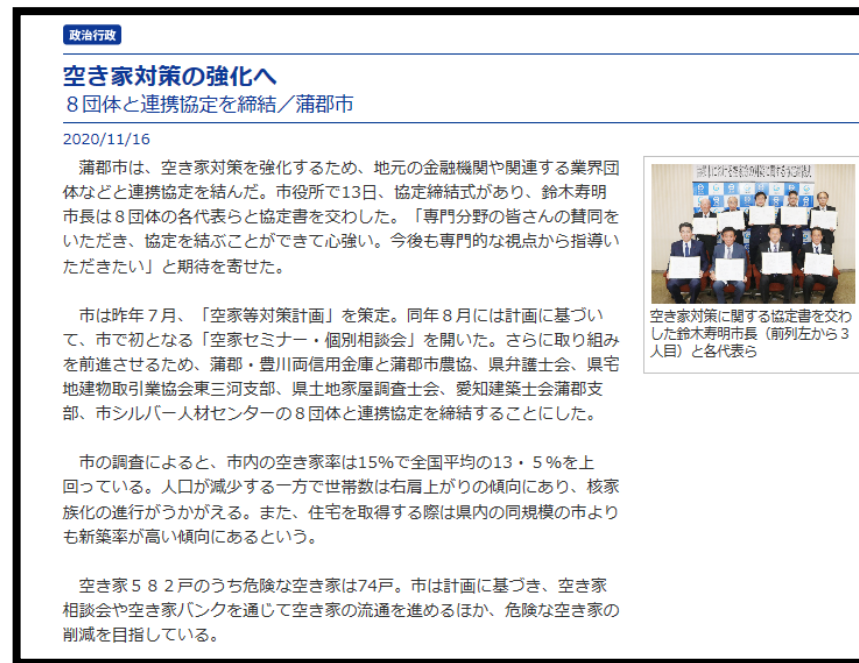 政治行政
空き家対策の強化へ
８団体と連携協定を締結／蒲郡市
2020/11/16
　蒲郡市は、空き家対策を強化するため、地元の金融機関や関連する業界団
体などと連携協定を結んだ。市役所で13日、協定締結式があり、鈴木寿明
市長は８団体の各代表らと協定書を交わした。「専門分野の皆さんの賛同を
いただき、協定を結ぶことができて心強い。今後も専門的な視点から指導い
ただきたい」と期待を寄せた。
　市は昨年７月、「空家等対策計画」を策定。同年８月には計画に基づい
て、市で初となる「空家セミナー・個別相談会」を開いた。さらに取り組み
を前進させるため、蒲郡・豊川両信用金庫と蒲郡市農協、県弁護士会、県宅
地建物取引業協会東三河支部、県土地家屋調査士会、愛知建築士会蒲郡支
部、市シルバー人材センターの８団体と連携協定を締結することにした。
　市の調査によると、市内の空き家率は15%で全国平均の13・５%を上
回っている。人口が減少する一方で世帯数は右肩上がりの傾向にあり、核家
族化の進行がうかがえる。また、住宅を取得する際は県内の同規模の市より
も新築率が高い傾向にあるという。
　空き家５８２戸のうち危険な空き家は74戸。市は計画に基づき、空き家
相談会や空き家バンクを通じて空き家の流通を進めるほか、危険な空き家の
削減を目指している。
空き家対策に関する協定書を交わ
した鈴木寿明市長（前列左から３
人目）と各代表ら